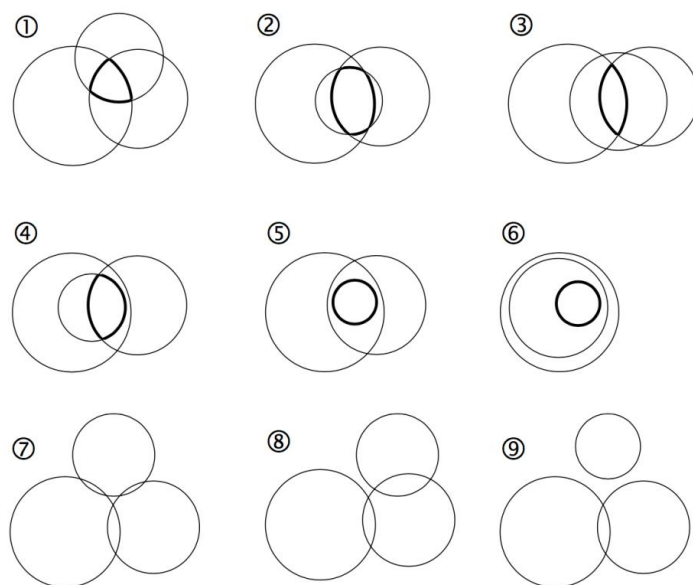 ① ② ③
④ ⑤ ⑥
⑦ ⑧ ⑨